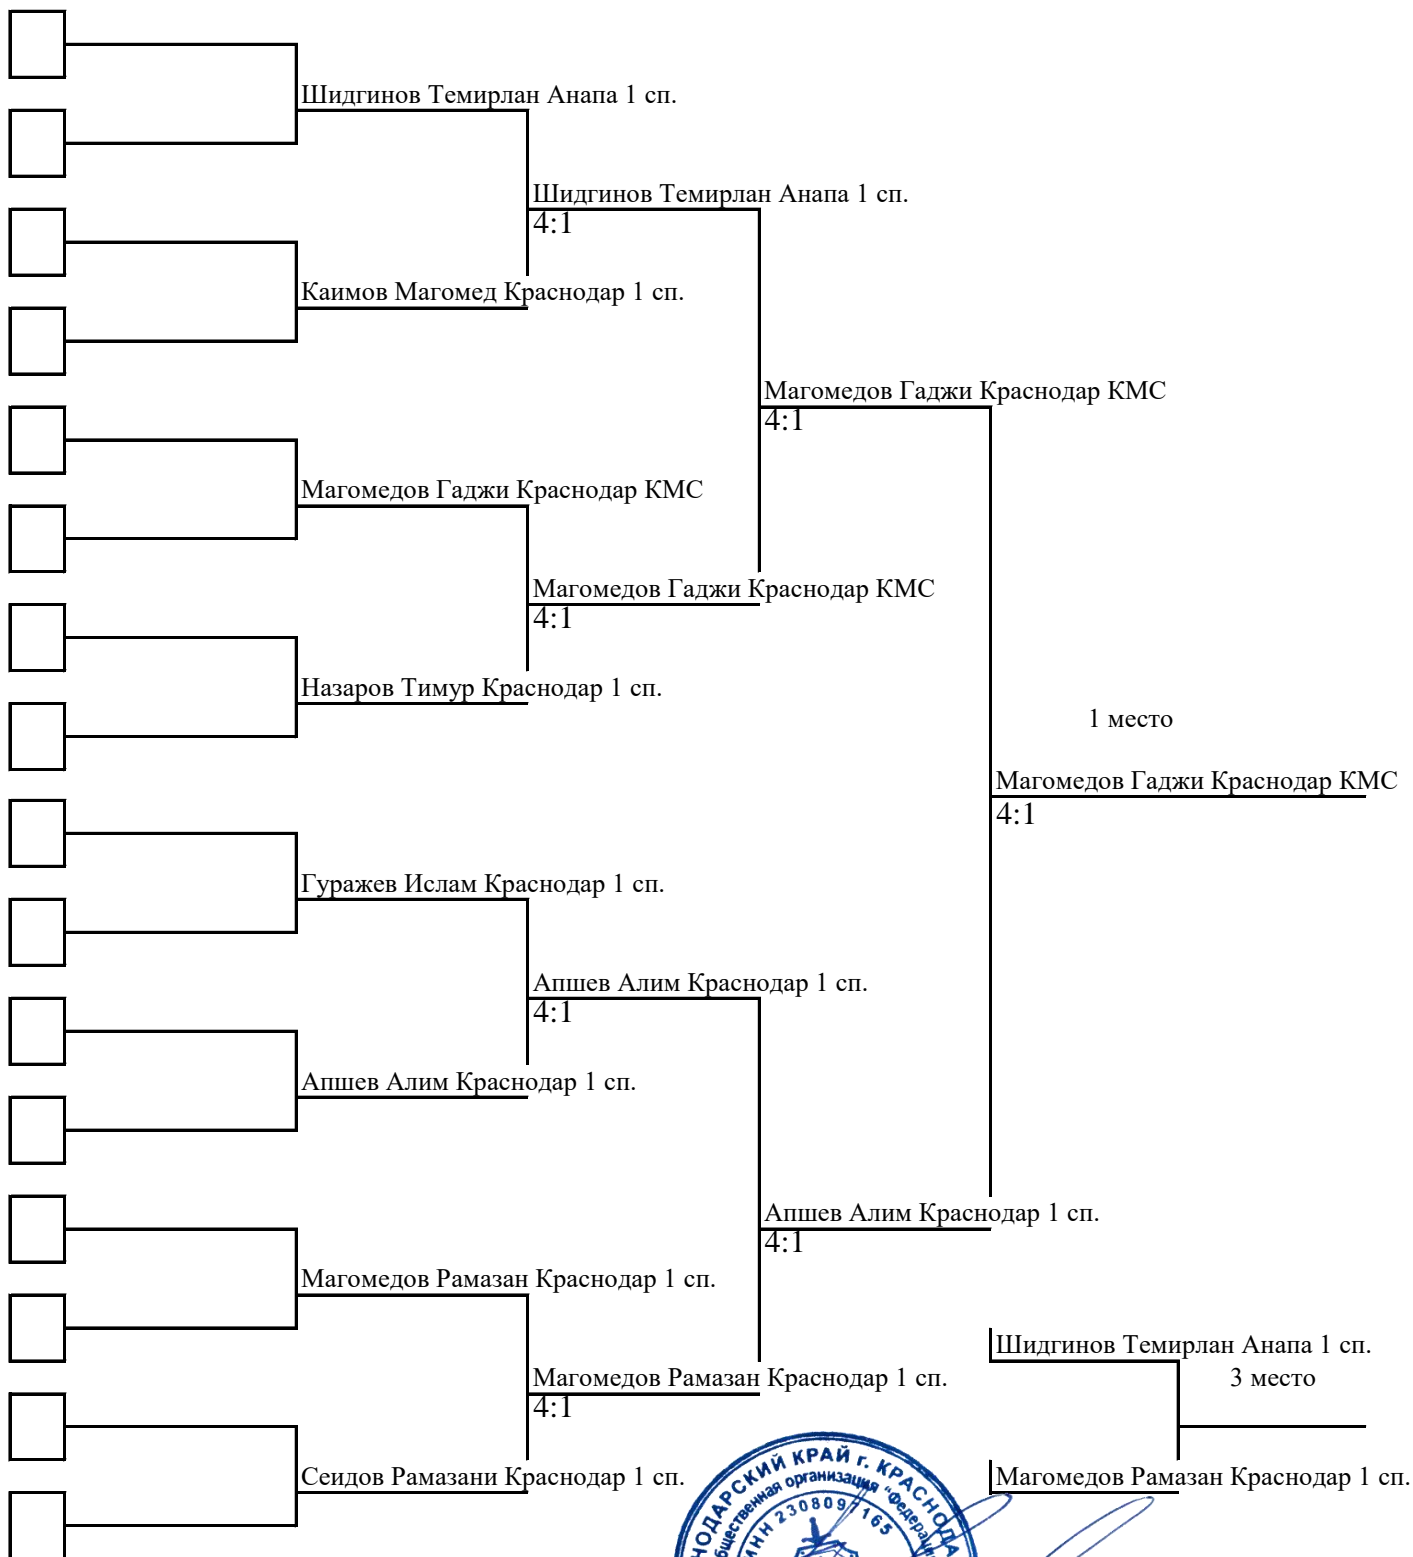 Шидгинов Темирлан Анапа 1 сп.
Шидгинов Темирлан Анапа 1 сп.
4:1
Каимов Магомед Краснодар 1 сп.
Магомедов Гаджи Краснодар КМС
4:1
Магомедов Гаджи Краснодар КМС
Магомедов Гаджи Краснодар КМС
4:1
Назаров Тимур Краснодар 1 сп.
1 место
Магомедов Гаджи Краснодар КМС
4:1
Гуражев Ислам Краснодар 1 сп.
Апшев Алим Краснодар 1 сп.
4:1
Апшев Алим Краснодар 1 сп.
Апшев Алим Краснодар 1 сп.
4:1
Магомедов Рамазан Краснодар 1 сп.
Шидгинов Темирлан Анапа 1 сп.
3 место
Магомедов Рамазан Краснодар 1 сп.
4:1
Сеидов Рамазани Краснодар 1 сп.
Магомедов Рамазан Краснодар 1 сп.
КРАЙ г.
организация
ИНН 2308097165